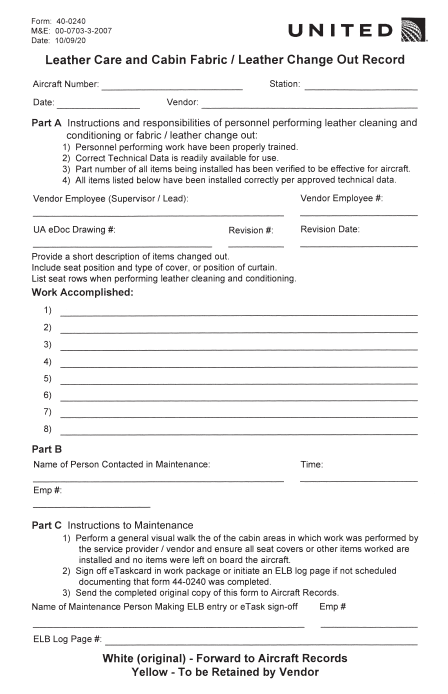 Form: 40-0240
M&E: 00-0703-3-2007
Date: 10/09/20
UNITED
Leather Care and Cabin Fabric / Leather Change Out Record
Aircraft Number: Station:
Date: Vendor:
Part A Instructions and responsibilities of personnel performing leather cleaning and
conditioning or fabric / leather change out:
1) Personnel performing work have been properly trained.
2) Correct Technical Data is readily available for use.
3) Part number of all items being installed has been verified to be effective for aircraft.
4) All items listed below have been installed correctly per approved technical data.
Vendor Employee (Supervisor / Lead): Vendor Employee #:
UA eDoc Drawing #: Revision #: Revision Date:
Provide a short description of items changed out.
Include seat position and type of cover, or position of curtain.
List seat rows when performing leather cleaning and conditioning.
Work Accomplished:
1)
2)
3)
4)
5)
6)
7)
8)
Part B
Name of Person Contacted in Maintenance: Time:
Emp #:
Part C Instructions to Maintenance
1) Perform a general visual walk the of the cabin areas in which work was performed by
the service provider / vendor and ensure all seat covers or other items worked are
installed and no items were left on board the aircraft.
2) Sign off eTaskcard in work package or initiate an ELB log page if not scheduled
documenting that form 44-0240 was completed.
3) Send the completed original copy of this form to Aircraft Records.
Name of Maintenance Person Making ELB entry or eTask sign-off Emp #
ELB Log Page #:
White (original) - Forward to Aircraft Records
Yellow - To be Retained by Vendor